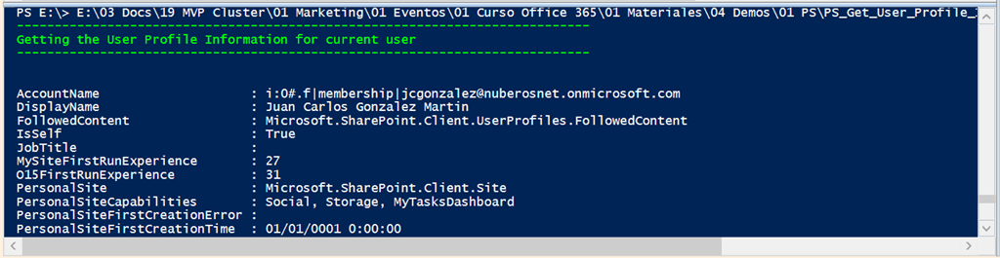 PS E:\> E:\03 Docs\19 MVP Cluster\01 Marketing\01 Eventos\01 Curso Office 365\01 Materiales\04 Demos\01 PS\PS_Get_User_Profile_
-----------------------------------------------------------------------
Getting the User Profile Information for current user
-----------------------------------------------------------------------
AccountName : i:0#.f|membership|jcgonzalez@nuberosnet.onmicrosoft.com
DisplayName : Juan Carlos Gonzalez Martin
FollowedContent : Microsoft.SharePoint.Client.UserProfiles.FollowedContent
IsSelf : True
JobTitle :
MySiteFirstRunExperience : 27
O15FirstRunExperience : 31
PersonalSite : Microsoft.SharePoint.Client.Site
PersonalSiteCapabilities : Social, Storage, MyTasksDashboard
PersonalSiteFirstCreationError :
PersonalSiteFirstCreationTime : 01/01/0001 0:00:00